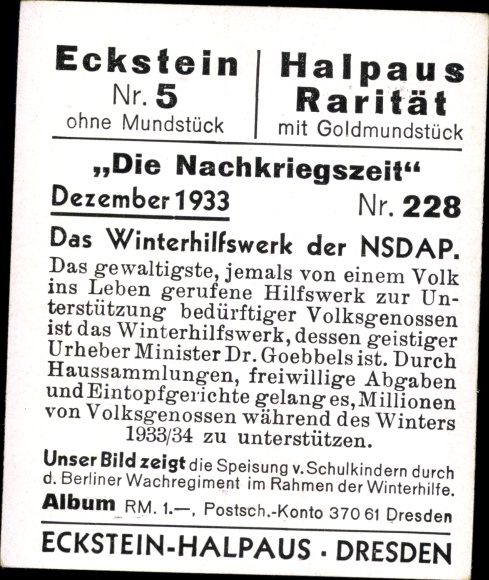 Eckstein
Nr. 5
ohne Mundstück
Halpaus
Rarität
mit Goldmundstück
„Die Nachkriegszeit“
Dezember 1933 Nr. 228
Das Winterhilfswerk der NSDAP.
Das gewaltigste, jemals von einem Volk
ins Leben gerufene Hilfswerk zur Un-
terstützung bedürftiger Volksgenossen
ist das Winterhilfswerk, dessen geistiger
Urheber Minister Dr. Goebbels ist. Durch
Haussammlungen, freiwillige Abgaben
und Eintopfgerichte gelang es, Millionen
von Volksgenossen während des Winters
1933/34 zu unterstützen.
Unser Bild zeigt die Speisung v. Schulkindern durch
d. Berliner Wachregiment im Rahmen der Winterhilfe.
Album RM. 1.—, Postsch.-Konto 370 61 Dresden
ECKSTEIN-HALPAUS · DRESDEN